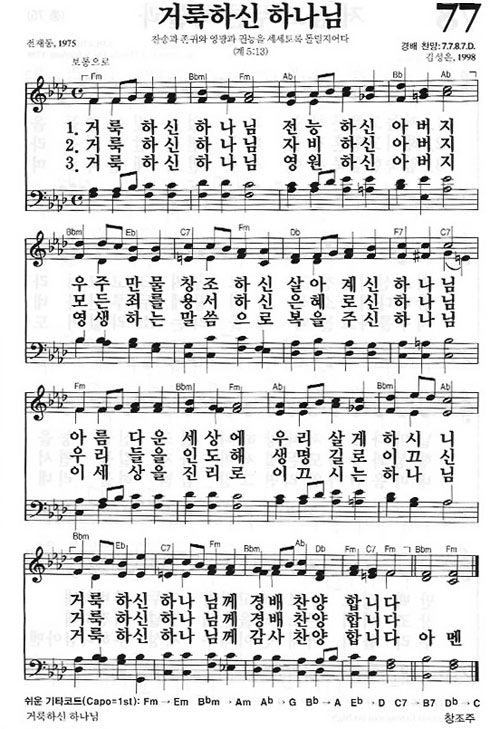 거룩하신 하나님
77
찬송과 존귀와 영광과 권능을 세세토록 돌릴지어다
(계 5:13)
전재동, 1975
경배 찬양: 7.7.8.7.D.
김성윤, 1998
보통으로
Fm Bbm Fm Ab Bb Ab
1. 거 룩 하 신 하 나 님 전 능 하 신 아 버 지
2. 거 룩 하 신 하 나 님 자 비 하 신 아 버 지
3. 거 룩 하 신 하 나 님 영 원 하 신 아 버 지
Bbm Eb C7 Fm Db F7 C7
우 주 만 물 창 조 하 신 살 아 계 신 하 나 님
모 든 죄 를 용 서 하 신 은 혜 로 신 하 나 님
영 생 하 는 말 씀 으 로 복 을 주 신 하 나 님
Fm Bbm Fm Ab Bbm Ab
아 름 다 운 세 상 에 우 리 살 게 하 시 니
우 리 들 을 인 도 해 생 명 길 로 이 끄 신
이 세 상 을 진 리 로 이 끄 시 는 하 나 님
Bbm Eb C7 Fm Bbm Ab Db Fm C7 Fm Bbm Fm
거룩 하신 하나 님께 경배 찬양 합니다
거룩 하신 하나 님께 경배 찬양 합니다
거룩 하신 하나 님께 감사 찬양 합니다 아 멘
쉬운 기타코드(Capo=1st): Fm → Em Bbm → Am Ab → G Bb → A Eb → D C7 → B7 Db → C
거룩하신 하나님
창조주